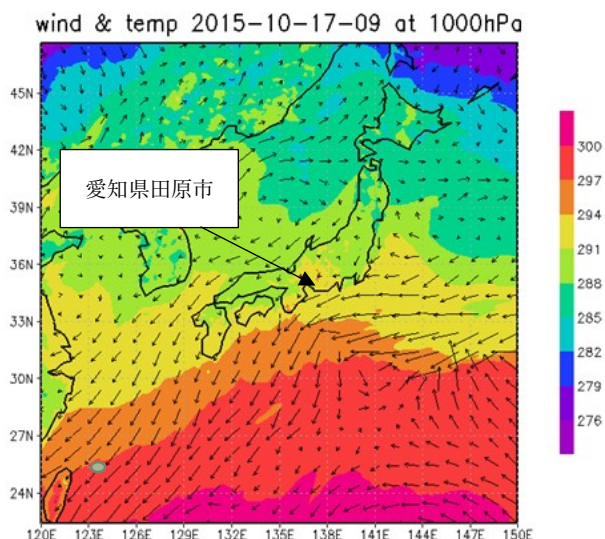 wind & temp 2015-10-17-09 at 1000hPa
愛知県田原市
45N
42N
39N
36N
33N
30N
27N
24N
120E 123E 126E 129E 132E 135E 138E 141E 144E 147E 150E
300
297
294
291
288
285
282
279
276